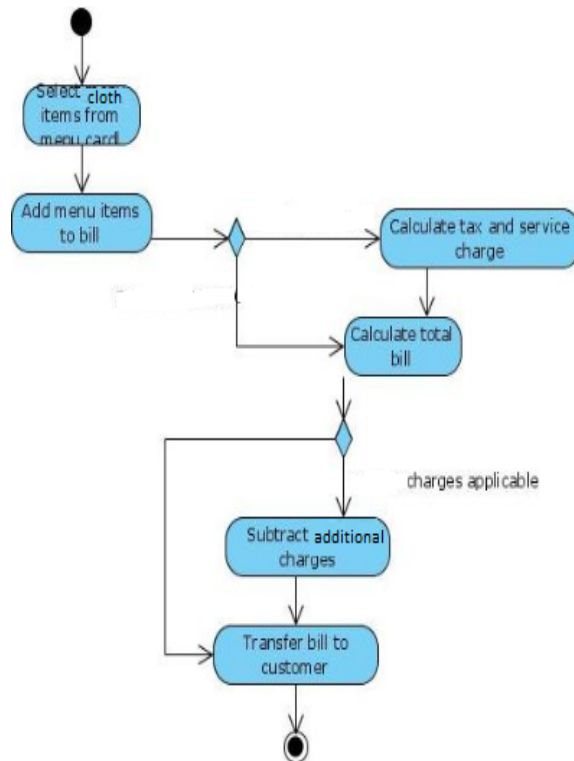 Select menu cloth
items from
menu card
Add menu items
to bill
Calculate tax and service
charge
Calculate total
bill
charges applicable
Subtract additional
charges
Transfer bill to
customer